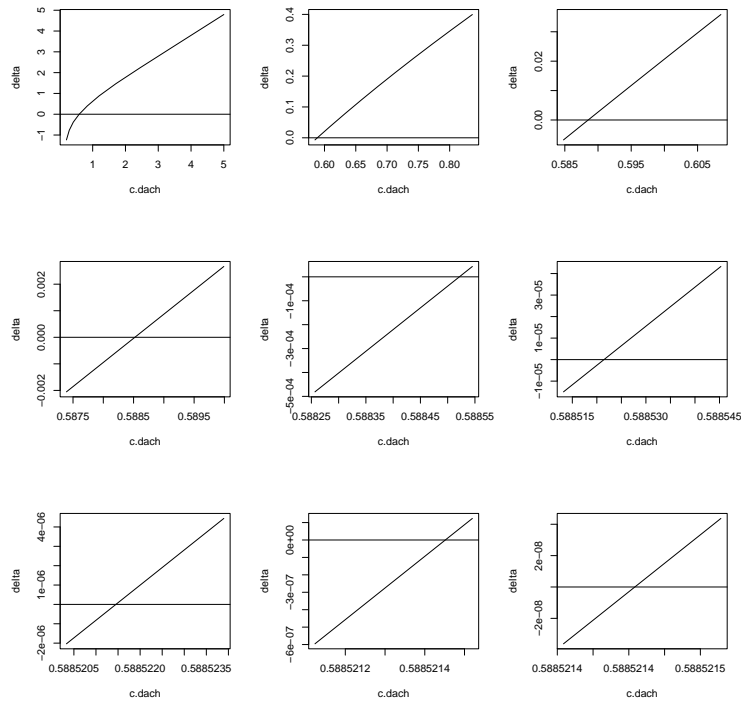 delta
−1 0 1 2 3 4 5
1 2 3 4 5
c.dach
delta
0.0 0.1 0.2 0.3 0.4
0.60 0.65 0.70 0.75 0.80
c.dach
delta
0.00 0.02
0.585 0.595 0.605
c.dach
delta
−0.002 0.000 0.002
0.5875 0.5885 0.5895
c.dach
delta
−5e−04 −3e−04 −1e−04
0.58825 0.58835 0.58845 0.58855
c.dach
delta
−1e−05 1e−05 3e−05
0.588515 0.588530 0.588545
c.dach
delta
−2e−06 1e−06 4e−06
0.5885205 0.5885220 0.5885235
c.dach
delta
−6e−07 −3e−07 0e+00
0.5885212 0.5885214
c.dach
delta
−2e−08 2e−08
0.5885214 0.5885214 0.5885215
c.dach